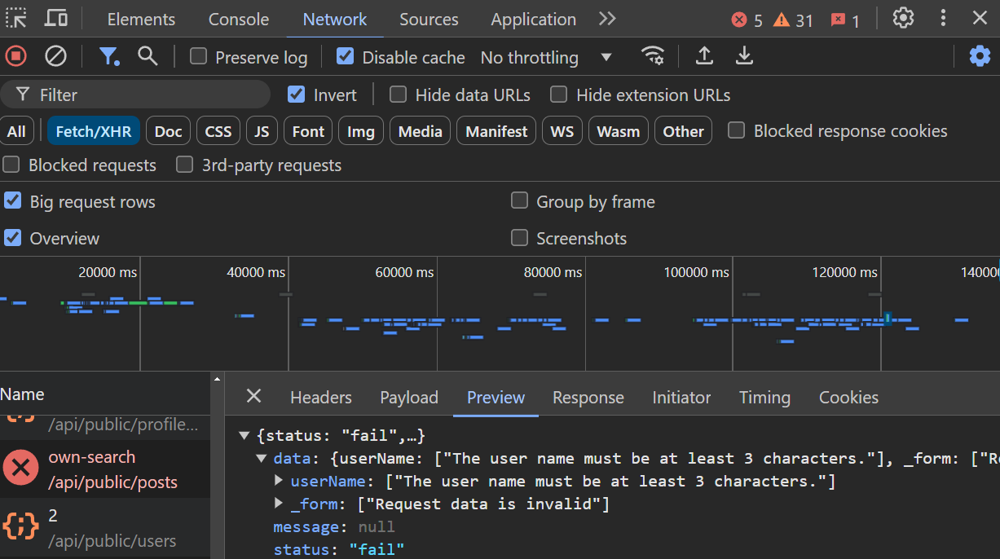 Elements Console Network Sources Application 5 31 1
Preserve log Disable cache No throttling
Filter Invert Hide data URLs Hide extension URLs
All Fetch/XHR Doc CSS JS Font Img Media Manifest WS Wasm Other Blocked response cookies
Blocked requests 3rd-party requests
Big request rows Group by frame
Overview Screenshots
20000 ms 40000 ms 60000 ms 80000 ms 100000 ms 120000 ms
Name
Headers Payload Preview Response Initiator Timing Cookies
/api/public/profile...
own-search
/api/public/posts
2
/api/public/users
{status: "fail",…}
data: {userName: ["The user name must be at least 3 characters."], _form: ["R
userName: ["The user name must be at least 3 characters."]
_form: ["Request data is invalid"]
message: null
status: "fail"